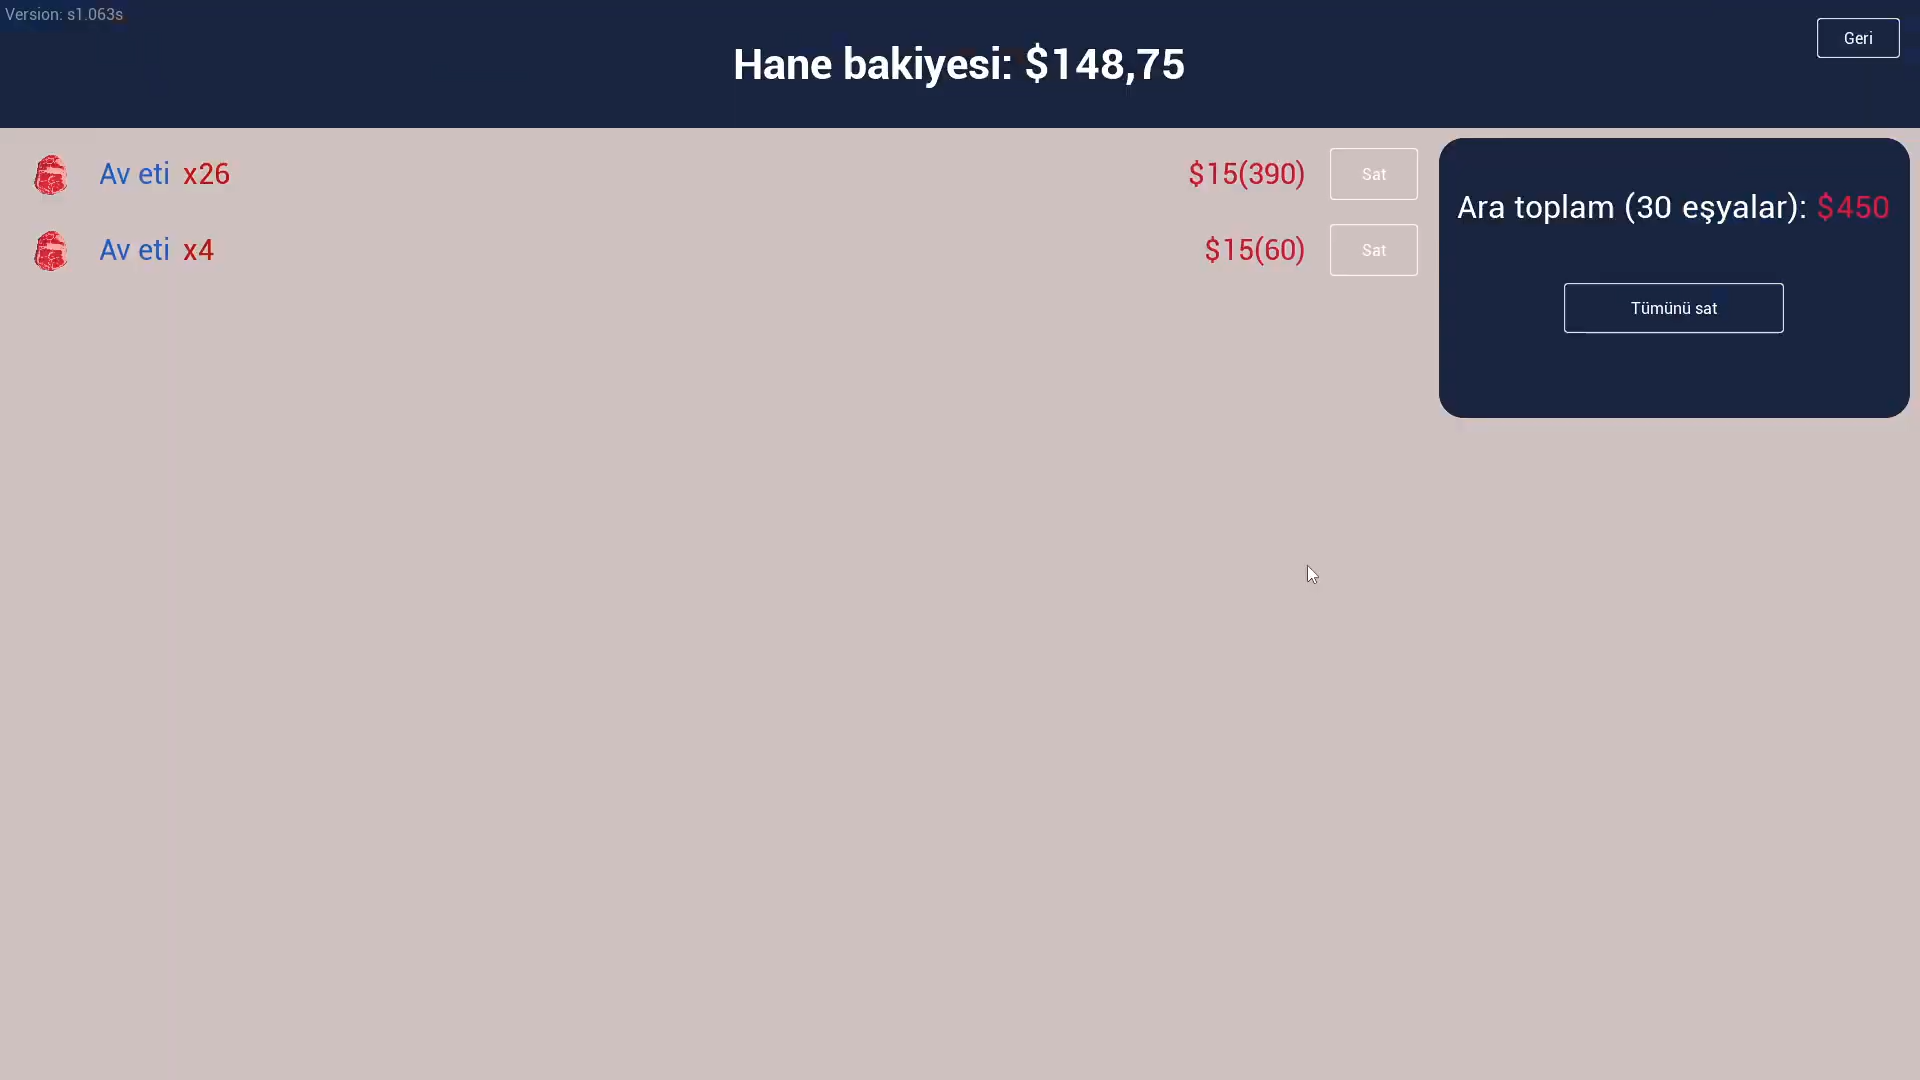 Version: s1.063s
Hane bakiyesi: $148,75
Geri
Av eti x26 $15(390) Sat
Av eti x4 $15(60) Sat
Ara toplam (30 eşyalar): $450
Tümünü sat